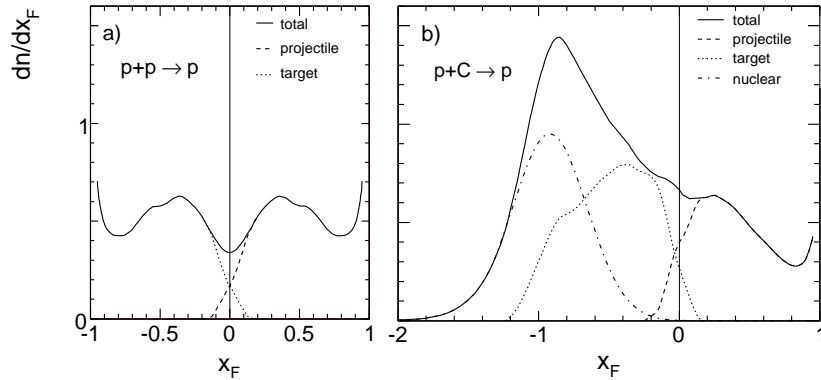 dn/dx_F
a)
p+p → p
total
projectile
target
1
0
-1
-0.5
0
0.5
1
x_F
b)
p+C → p
total
projectile
target
nuclear
-2
-1
0
1
x_F